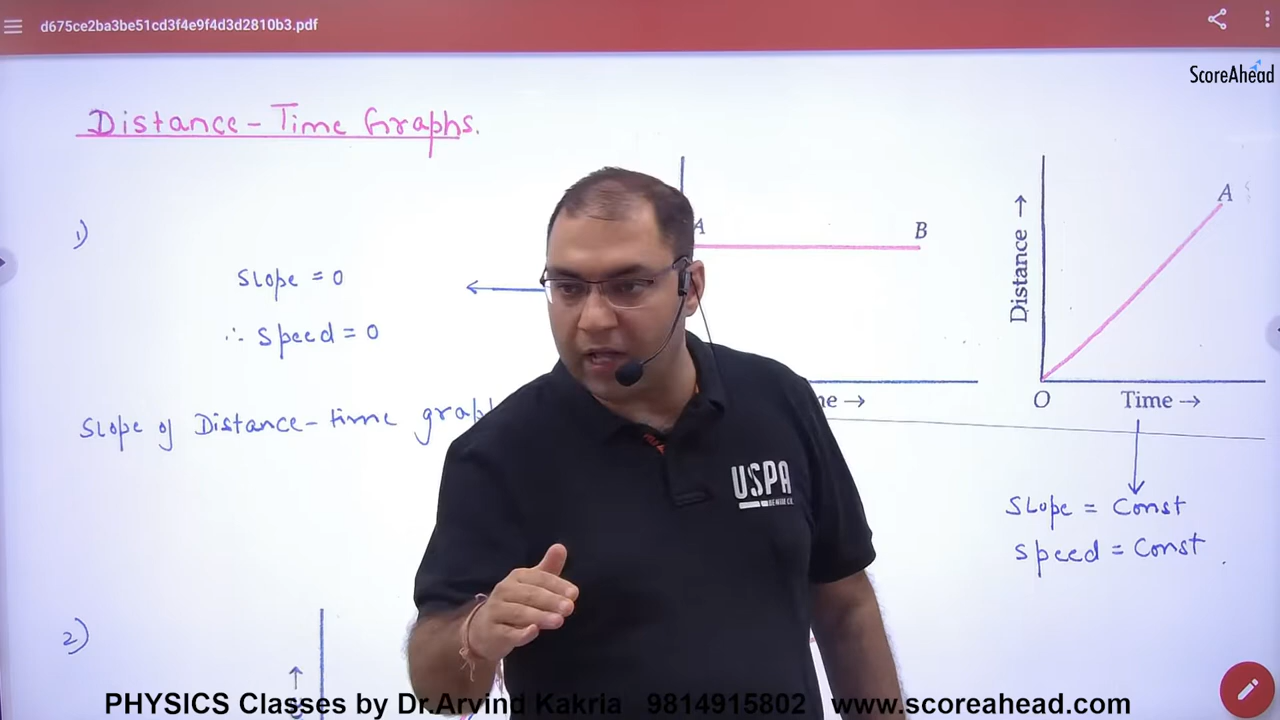 d675ce2ba3be51cd3f4e9f4d3d2810b3.pdf
ScoreAhead
Distance-Time Graphs.
1)
Slope = 0
∴ Speed = 0
Slope of Distance-time
A
B
Distance →
A
O
Time →
Slope = Const
Speed = Const
2)
USPA
PHYSICS Classes by Dr.Arvind Kakria 9814915802 www.scoreahead.com